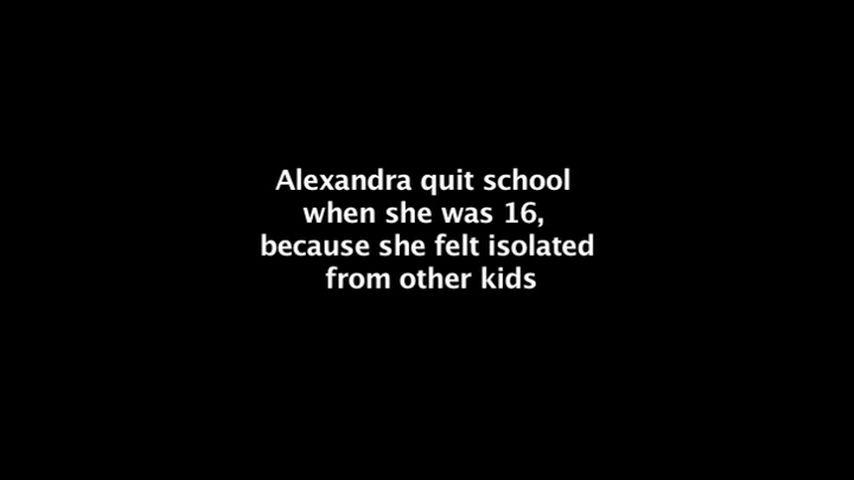 Alexandra quit school
when she was 16,
because she felt isolated
from other kids